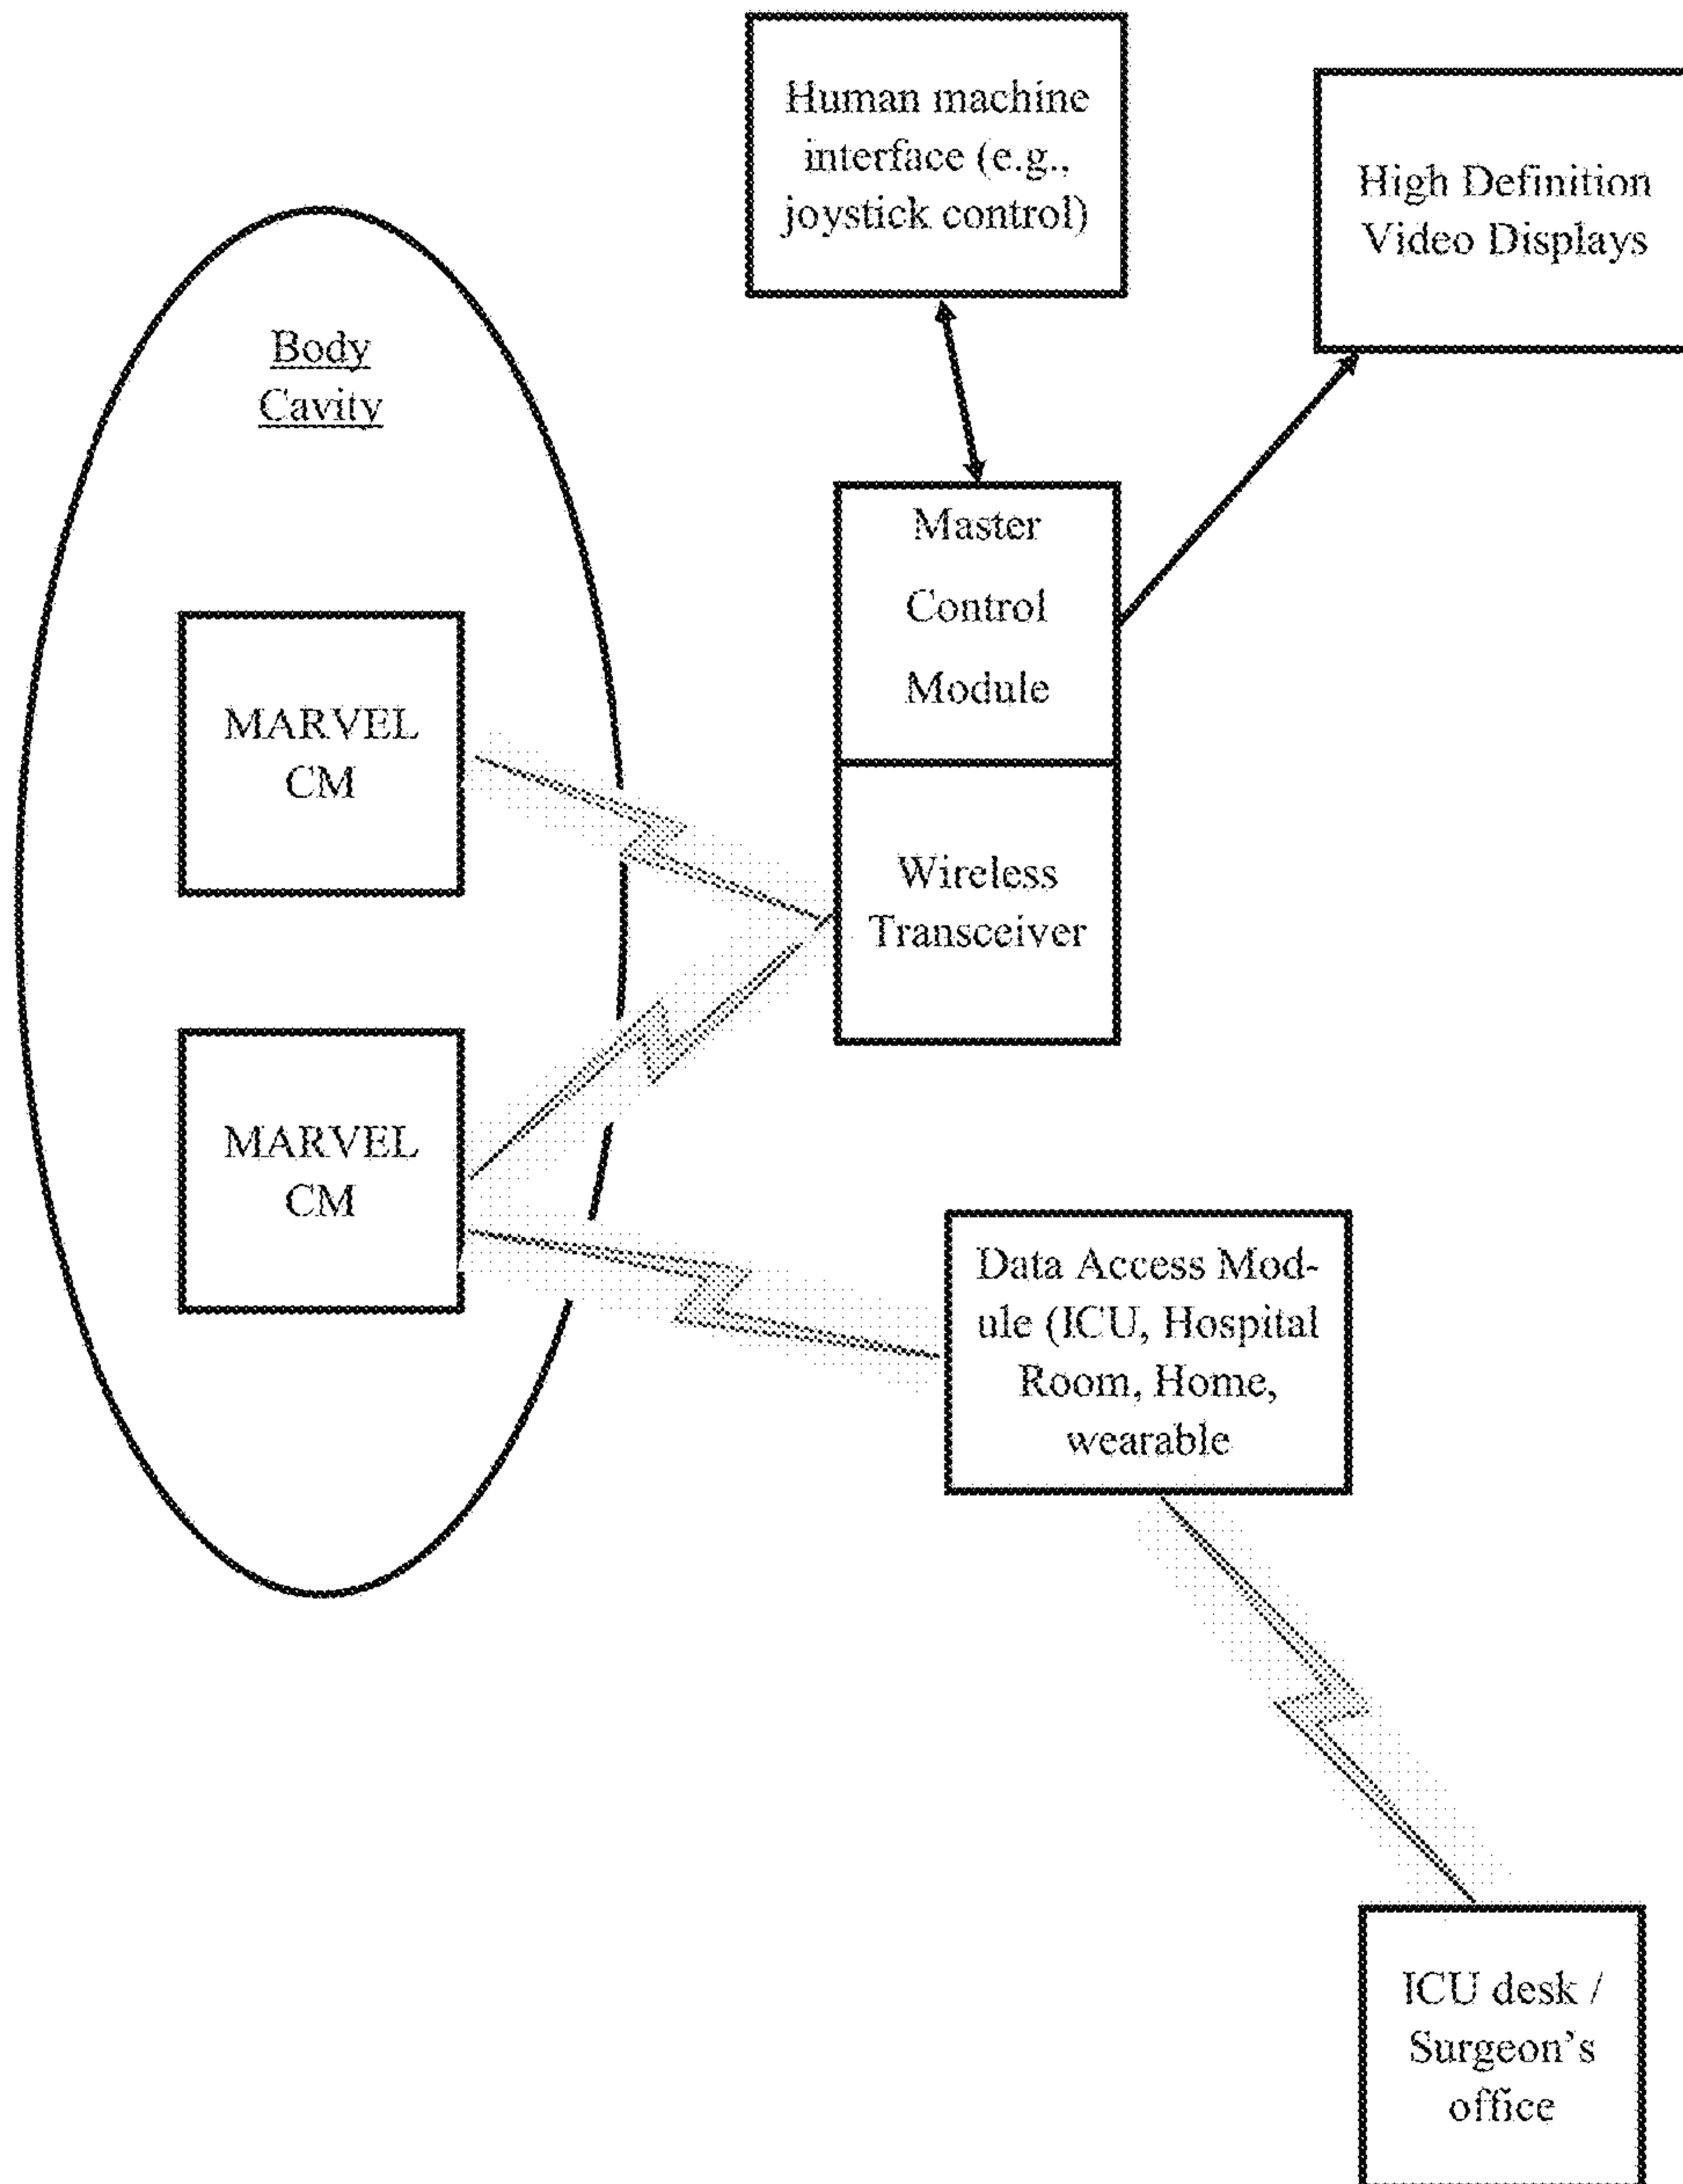 Human machine
interface (e.g.,
joystick control)
High Definition
Video Displays
Body
Cavity
Master
Control
Module
MARVEL
CM
Wireless
Transceiver
MARVEL
CM
Data Access Mod-
ule (ICU, Hospital
Room, Home,
wearable
ICU desk /
Surgeon's
office